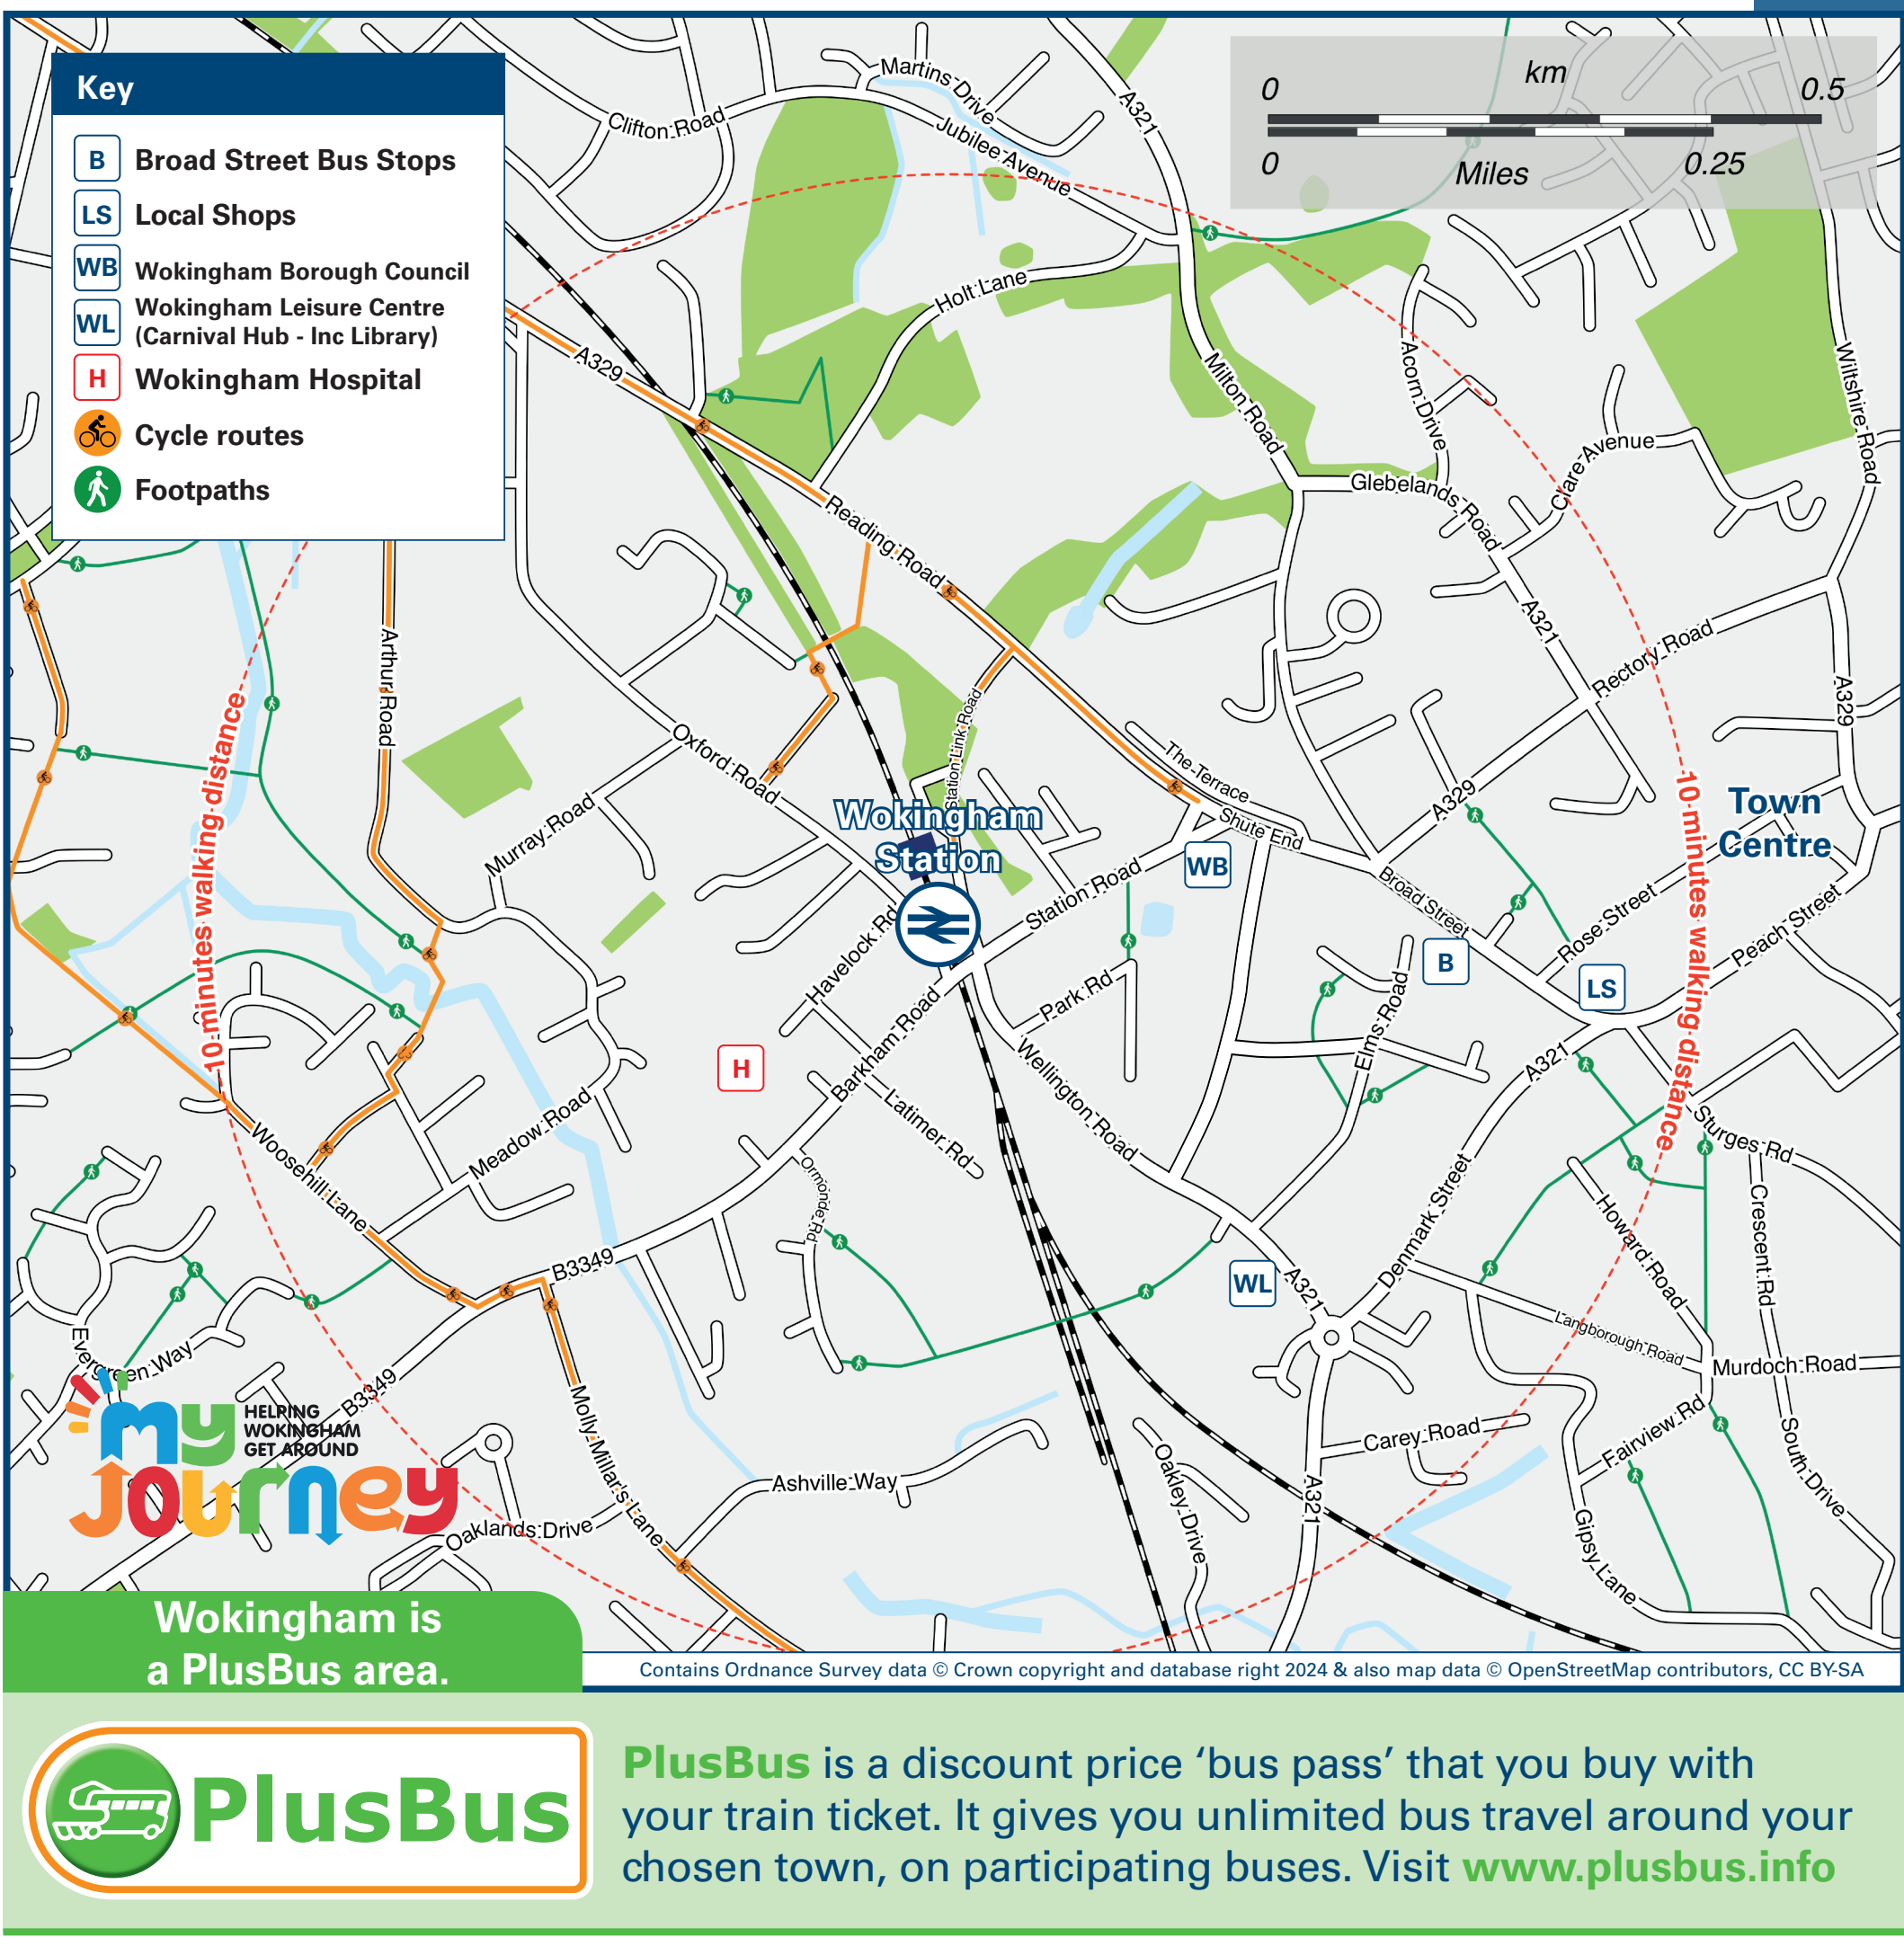 Key
B
Broad Street Bus Stops
LS
Local Shops
WB
Wokingham Borough Council
WL
Wokingham Leisure Centre
(Carnival Hub - Inc Library)
H
Wokingham Hospital
Cycle routes
Footpaths
km
0
0.5
0
0.25
Miles
Martins Drive
Clifton Road
Jubilee Avenue
A321
Holt Lane
A329
Milton Road
Acorn Drive
Wiltshire Road
Clare Avenue
Glebelands Road
Reading Road
A321
Rectory Road
Arthur Road
A329
10 minutes walking distance
Oxford Road
Station Link Road
The Terrace
Murray Road
A329
Shute End
Town
Centre
Wokingham
Station
WB
Station Road
Broad Street
Rose Street
Peach Street
10 minutes walking distance
Havelock Rd
B
LS
Park Rd
Elms Road
H
Barkham Road
Latimer Rd
Wellington Road
A321
Sturges Rd
Meadow Road
Woosehill Lane
Ormonde Rd
Denmark Street
Howard Road
Crescent Rd
B3349
WL
A321
Langborough Road
Murdoch Road
Evergreen Way
B3349
Molly Millars Lane
Carey Road
Fairview Rd
South Drive
Ashville Way
Oakley Drive
A321
Gipsy Lane
Oaklands Drive
my
HELPING
WOKINGHAM
GET AROUND
Journey
Wokingham is
a PlusBus area.
Contains Ordnance Survey data © Crown copyright and database right 2024 & also map data © OpenStreetMap contributors, CC BY-SA
PlusBus
PlusBus is a discount price ‘bus pass’ that you buy with
your train ticket. It gives you unlimited bus travel around your
chosen town, on participating buses. Visit www.plusbus.info